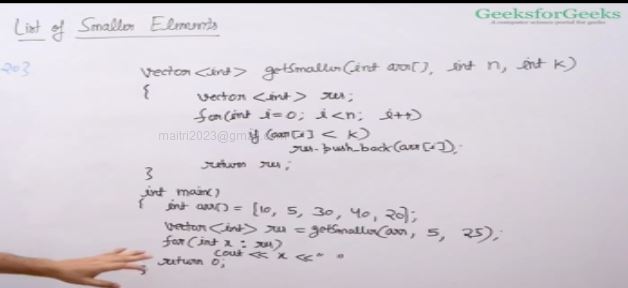 GeeksforGeeks
A computer science portal for geeks
List of Smaller Elements
203
vector<int> getSmaller(int arr[], int n, int k)
{
vector<int> res;
for(int i=0; i<n; i++)
maitri2023@gm
if (arr[i] < k)
res.push_back(arr[i]);
return res;
}
int main()
{ int arr[] = {10, 5, 30, 40, 20};
vector<int> res = getSmaller(arr, 5, 25);
for(int x : res)
cout << x << " "
return 0;
}